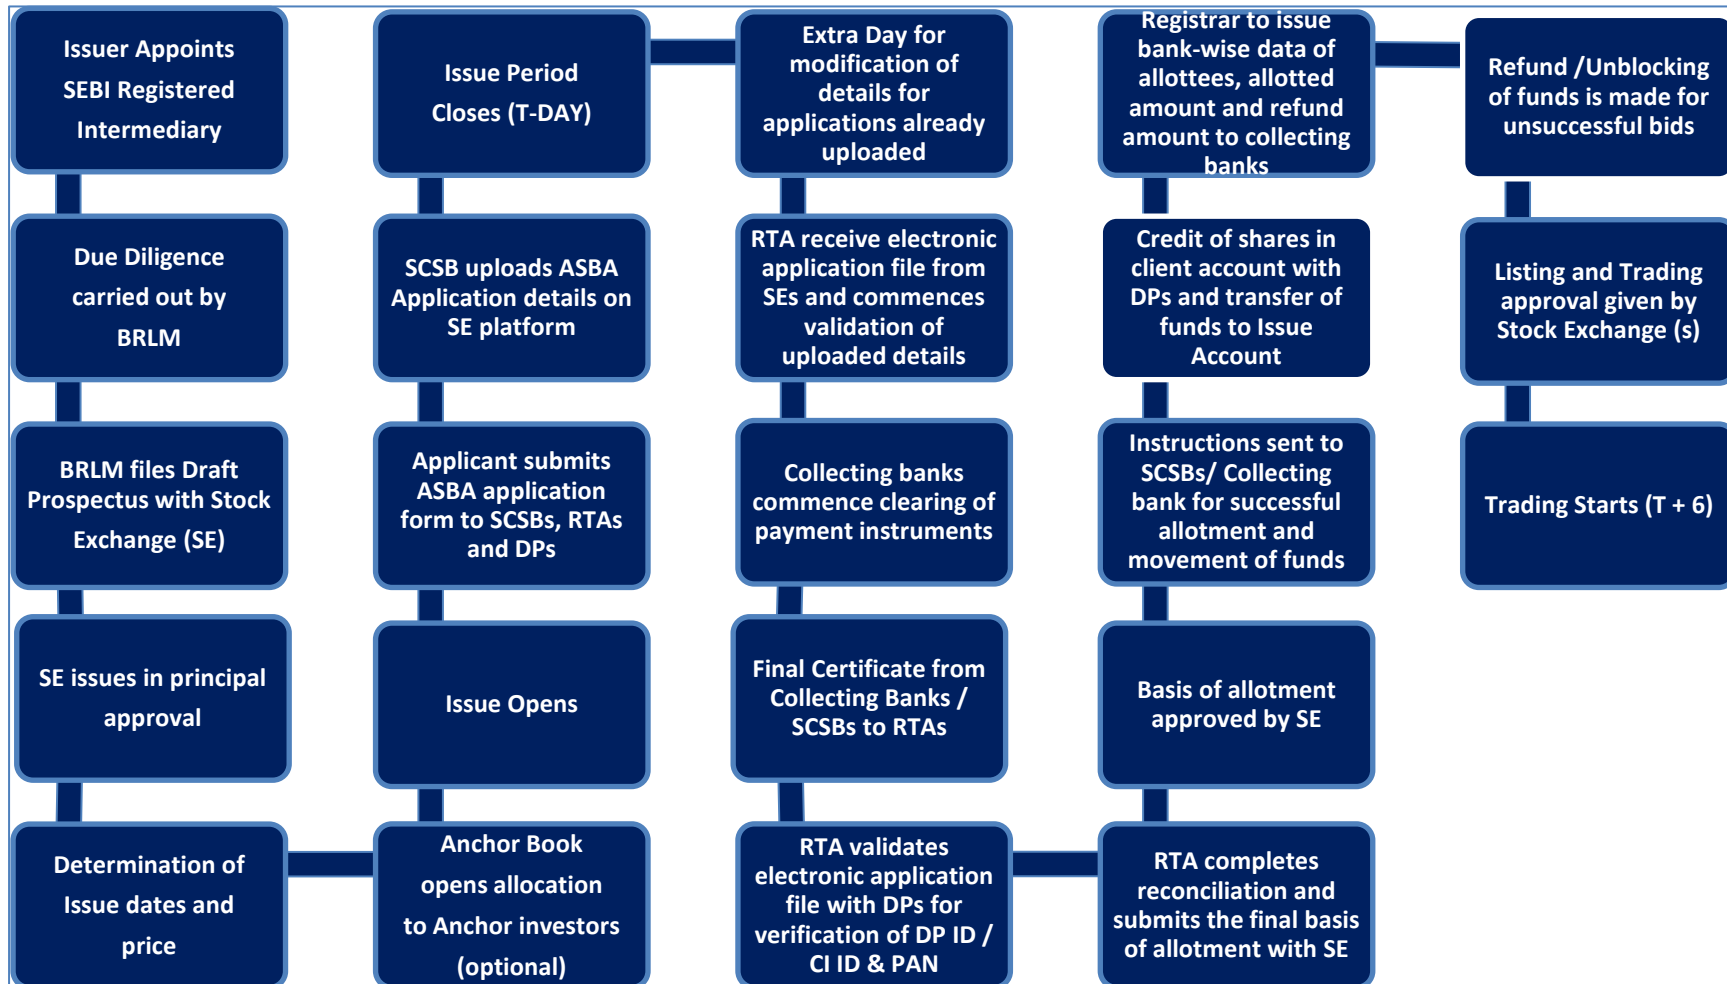 Issuer Appoints
SEBI Registered
Intermediary
Due Diligence
carried out by
BRLM
BRLM files Draft
Prospectus with Stock
Exchange (SE)
SE issues in principal
approval
Determination of
Issue dates and
price
Anchor Book
opens allocation
to Anchor investors
(optional)
Issue Opens
Applicant submits
ASBA application
form to SCSBs, RTAs
and DPs
SCSB uploads ASBA
Application details on
SE platform
Issue Period
Closes (T-DAY)
Extra Day for
modification of
details for
applications already
uploaded
RTA receive electronic
application file from
SEs and commences
validation of
uploaded details
Collecting banks
commence clearing of
payment instruments
Final Certificate from
Collecting Banks /
SCSBs to RTAs
RTA validates
electronic application
file with DPs for
verification of DP ID /
CI ID & PAN
RTA completes
reconciliation and
submits the final basis
of allotment with SE
Basis of allotment
approved by SE
Instructions sent to
SCSBs/ Collecting
bank for successful
allotment and
movement of funds
Credit of shares in
client account with
DPs and transfer of
funds to Issue
Account
Registrar to issue
bank-wise data of
allottees, allotted
amount and refund
amount to collecting
banks
Refund /Unblocking
of funds is made for
unsuccessful bids
Listing and Trading
approval given by
Stock Exchange (s)
Trading Starts (T + 6)